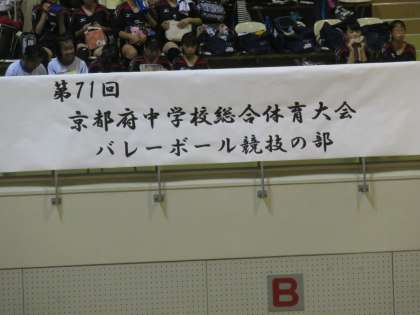 第71回
京都府中学校総合体育大会
バレーボール競技の部
B